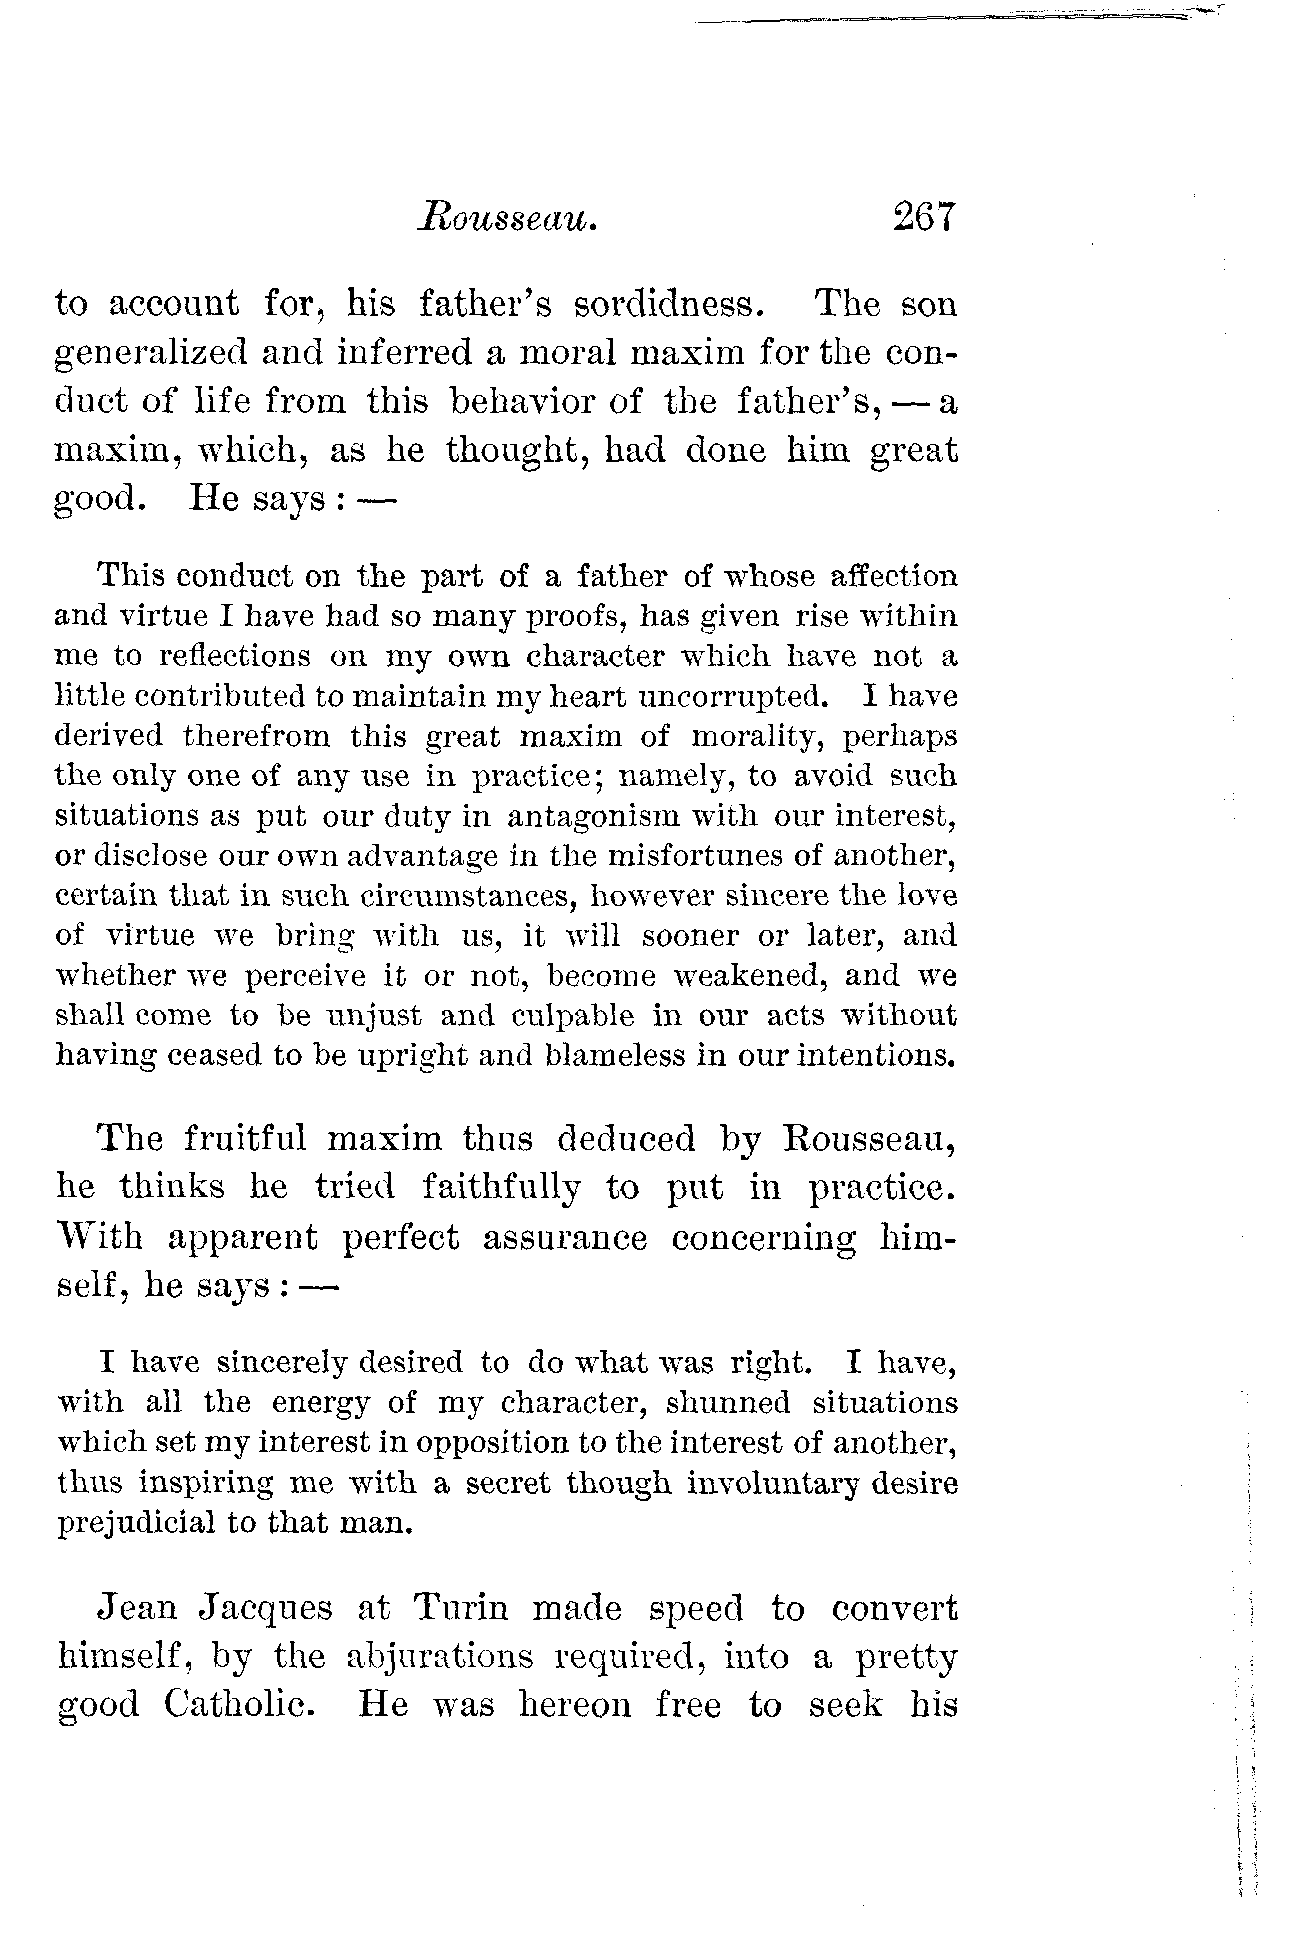 Rousseau. 267
to account for, his father's sordidness. The son
generalized and inferred a moral maxim for the con-
duct of life from this behavior of the father's, — a
maxim, which, as he thought, had done him great
good. He says : —
This conduct on the part of a father of whose affection
and virtue I have had so many proofs, has given rise within
me to reflections on my own character which have not a
little contributed to maintain my heart uncorrupted. I have
derived therefrom this great maxim of morality, perhaps
the only one of any use in practice; namely, to avoid such
situations as put our duty in antagonism with our interest,
or disclose our own advantage in the misfortunes of another,
certain that in such circumstances, however sincere the love
of virtue we bring with us, it will sooner or later, and
whether we perceive it or not, become weakened, and we
shall come to be unjust and culpable in our acts without
having ceased to be upright and blameless in our intentions.
The fruitful maxim thus deduced by Rousseau,
he thinks he tried faithfully to put in practice.
With apparent perfect assurance concerning him-
self, he says : —
I have sincerely desired to do what was right. I have,
with all the energy of my character, shunned situations
which set my interest in opposition to the interest of another,
thus inspiring me with a secret though involuntary desire
prejudicial to that man.
Jean Jacques at Turin made speed to convert
himself, by the abjurations required, into a pretty
good Catholic. He was hereon free to seek his